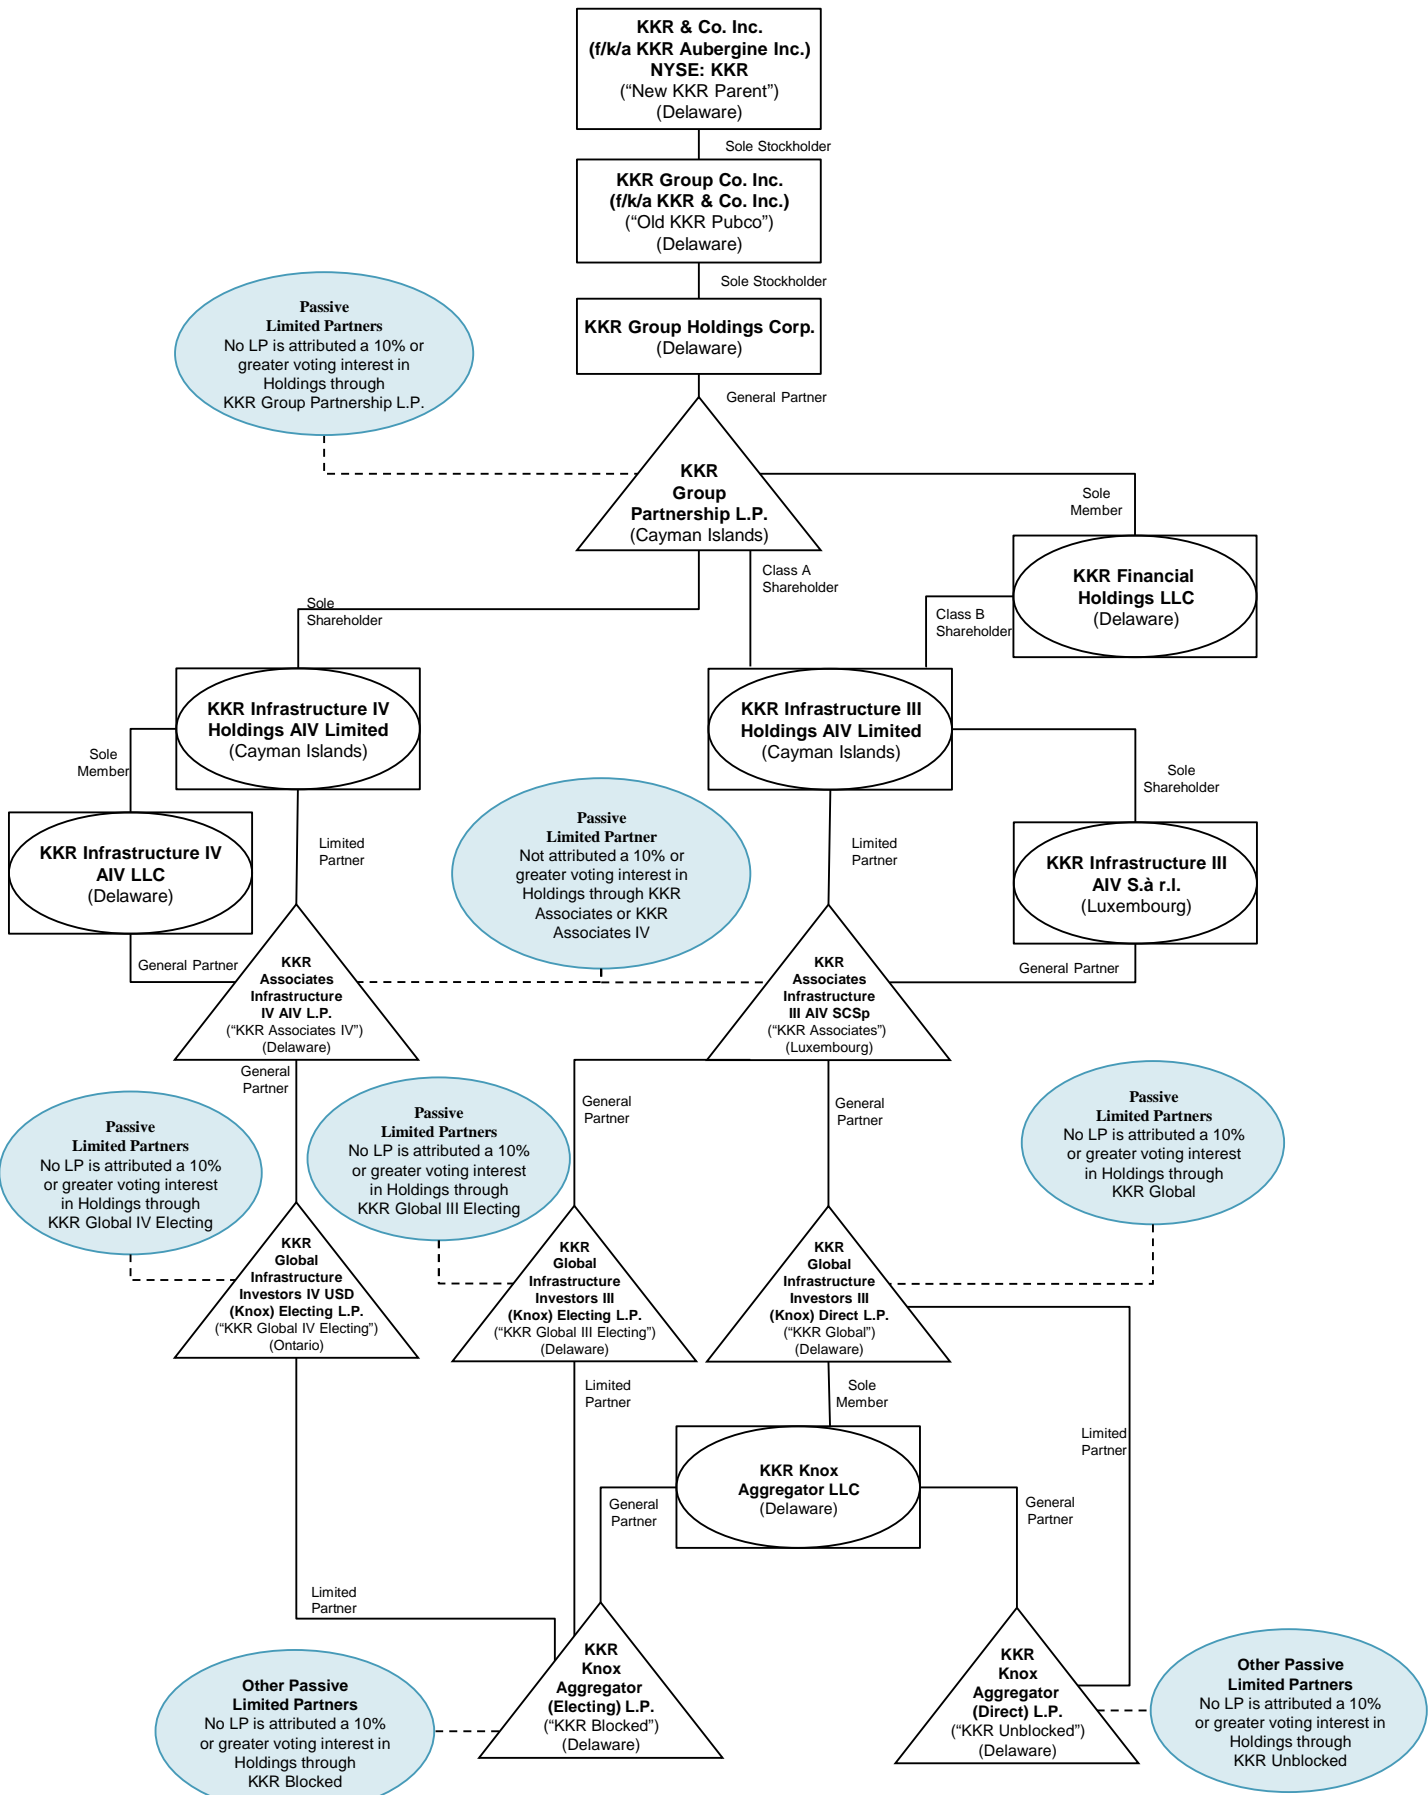 KKR & Co. Inc.
(f/k/a KKR Aubergine Inc.)
NYSE: KKR
(“New KKR Parent”)
(Delaware)
Sole Stockholder
KKR Group Co. Inc.
(f/k/a KKR & Co. Inc.)
(“Old KKR Pubco”)
(Delaware)
Sole Stockholder
KKR Group Holdings Corp.
(Delaware)
General Partner
Passive
Limited Partners
No LP is attributed a 10% or
greater voting interest in
Holdings through
KKR Group Partnership L.P.
KKR
Group
Partnership L.P.
(Cayman Islands)
Sole
Member
Class A
Shareholder
KKR Financial
Holdings LLC
(Delaware)
Sole
Shareholder
Class B
Shareholder
KKR Infrastructure IV
Holdings AIV Limited
(Cayman Islands)
KKR Infrastructure III
Holdings AIV Limited
(Cayman Islands)
Sole
Member
Sole
Shareholder
KKR Infrastructure IV
AIV LLC
(Delaware)
Limited
Partner
Passive
Limited Partner
Not attributed a 10% or
greater voting interest in
Holdings through KKR
Associates or KKR
Associates IV
Limited
Partner
KKR Infrastructure III
AIV S.à r.l.
(Luxembourg)
General Partner
KKR
Associates
Infrastructure
IV AIV L.P.
(“KKR Associates IV”)
(Delaware)
KKR
Associates
Infrastructure
III AIV SCSp
(“KKR Associates”)
(Luxembourg)
General Partner
General
Partner
General
Partner
General
Partner
Passive
Limited Partners
No LP is attributed a 10%
or greater voting interest
in Holdings through
KKR Global IV Electing
Passive
Limited Partners
No LP is attributed a 10%
or greater voting interest
in Holdings through
KKR Global III Electing
Passive
Limited Partners
No LP is attributed a 10%
or greater voting interest
in Holdings through
KKR Global
KKR
Global
Infrastructure
Investors IV USD
(Knox) Electing L.P.
(“KKR Global IV Electing”)
(Ontario)
KKR
Global
Infrastructure
Investors III
(Knox) Electing L.P.
(“KKR Global III Electing”)
(Delaware)
KKR
Global
Infrastructure
Investors III
(Knox) Direct L.P.
(“KKR Global”)
(Delaware)
Limited
Partner
Sole
Member
Limited
Partner
KKR Knox
Aggregator LLC
(Delaware)
General
Partner
General
Partner
Limited
Partner
KKR
Knox
Aggregator
(Electing) L.P.
(“KKR Blocked”)
(Delaware)
KKR
Knox
Aggregator
(Direct) L.P.
(“KKR Unblocked”)
(Delaware)
Other Passive
Limited Partners
No LP is attributed a 10%
or greater voting interest in
Holdings through
KKR Blocked
Other Passive
Limited Partners
No LP is attributed a 10%
or greater voting interest in
Holdings through
KKR Unblocked